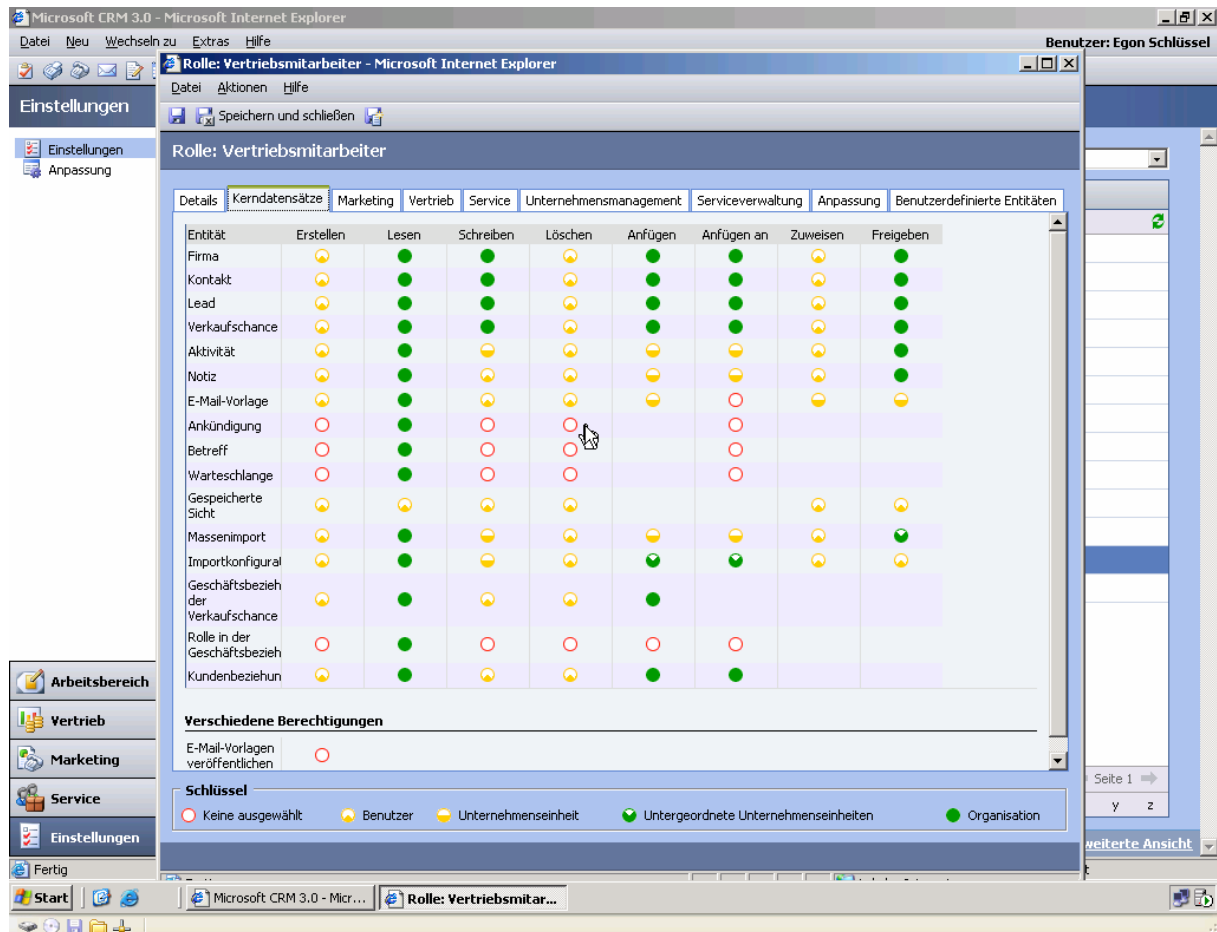 Microsoft CRM 3.0 - Microsoft Internet Explorer
Datei Neu Wechseln zu Extras Hilfe
Benutzer: Egon Schlüssel
Rolle: Vertriebsmitarbeiter - Microsoft Internet Explorer
Datei Aktionen Hilfe
Einstellungen
Speichern und schließen
Einstellungen
Anpassung
Rolle: Vertriebsmitarbeiter
Details Kerndatensätze Marketing Vertrieb Service Unternehmensmanagement Serviceverwaltung Anpassung Benutzerdefinierte Entitäten
Entität Erstellen Lesen Schreiben Löschen Anfügen Anfügen an Zuweisen Freigeben
Firma
Kontakt
Lead
Verkaufschance
Aktivität
Notiz
E-Mail-Vorlage
Ankündigung
Betreff
Warteschlange
Gespeicherte
Sicht
Massenimport
Importkonfigurat
Geschäftsbezieh
der
Verkaufschance
Rolle in der
Geschäftsbezieh
Kundenbeziehun
Verschiedene Berechtigungen
E-Mail-Vorlagen
veröffentlichen
Schlüssel
Keine ausgewählt Benutzer Unternehmenseinheit Untergeordnete Unternehmenseinheiten Organisation
Arbeitsbereich
Vertrieb
Marketing
Service
Einstellungen
Seite 1
y z
weiterte Ansicht
Fertig
Start Microsoft CRM 3.0 - Micr... Rolle: Vertriebsmitar...